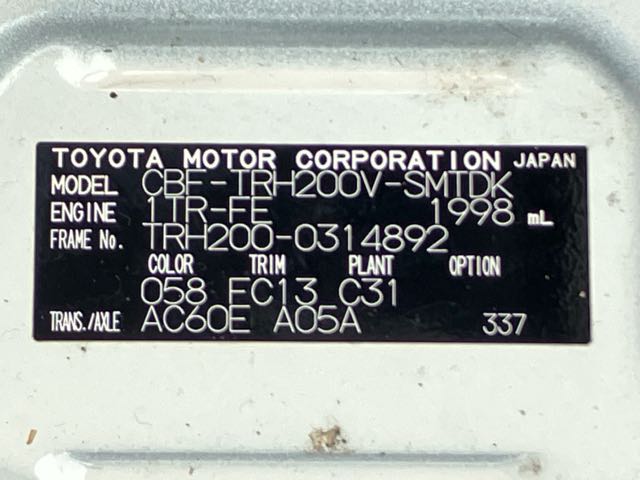 TOYOTA MOTOR CORPORATION JAPAN
MODEL CBF-TRH200V-SMTDK
ENGINE 1TR-FE 1998 mL
FRAME No. TRH200-0314892
COLOR TRIM PLANT OPTION
058 FC13 C31
TRANS./AXLE AC60E A05A 337